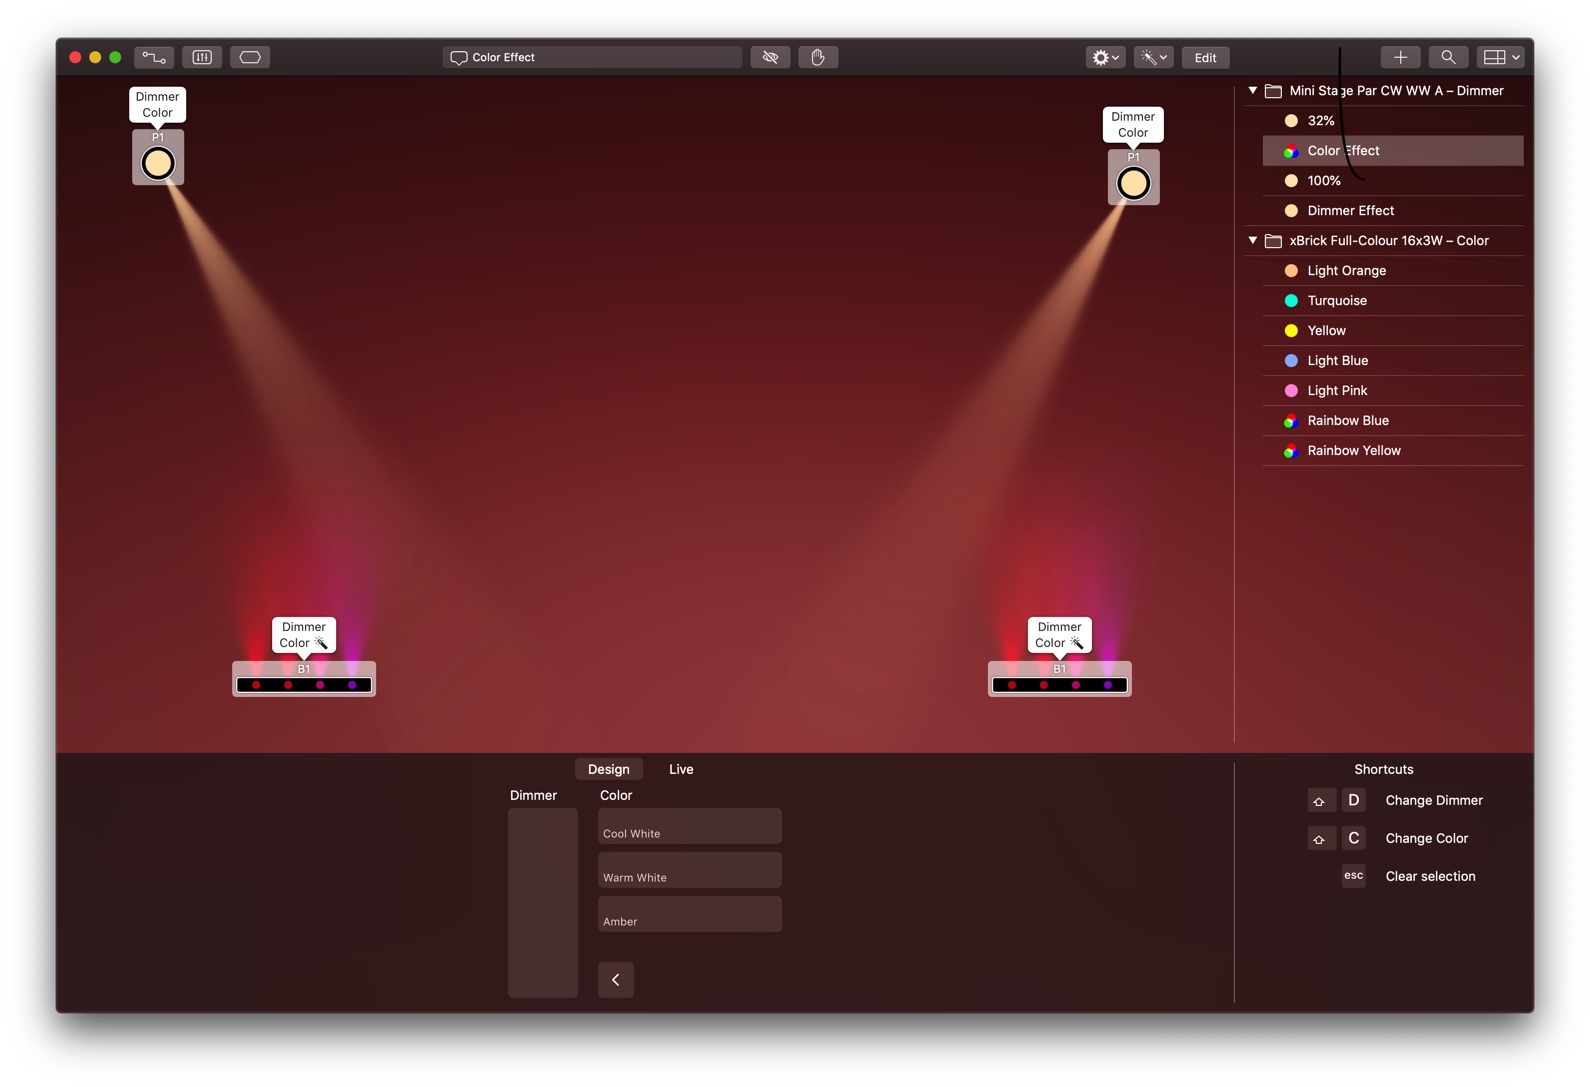 Color Effect
Edit
Dimmer
Color
P1
Dimmer
Color
P1
Dimmer
Color
B1
Dimmer
Color
B1
Mini Stage Par CW WW A – Dimmer
32%
Color Effect
100%
Dimmer Effect
xBrick Full-Colour 16x3W – Color
Light Orange
Turquoise
Yellow
Light Blue
Light Pink
Rainbow Blue
Rainbow Yellow
Design Live
Dimmer Color
Cool White
Warm White
Amber
Shortcuts
D Change Dimmer
C Change Color
esc Clear selection